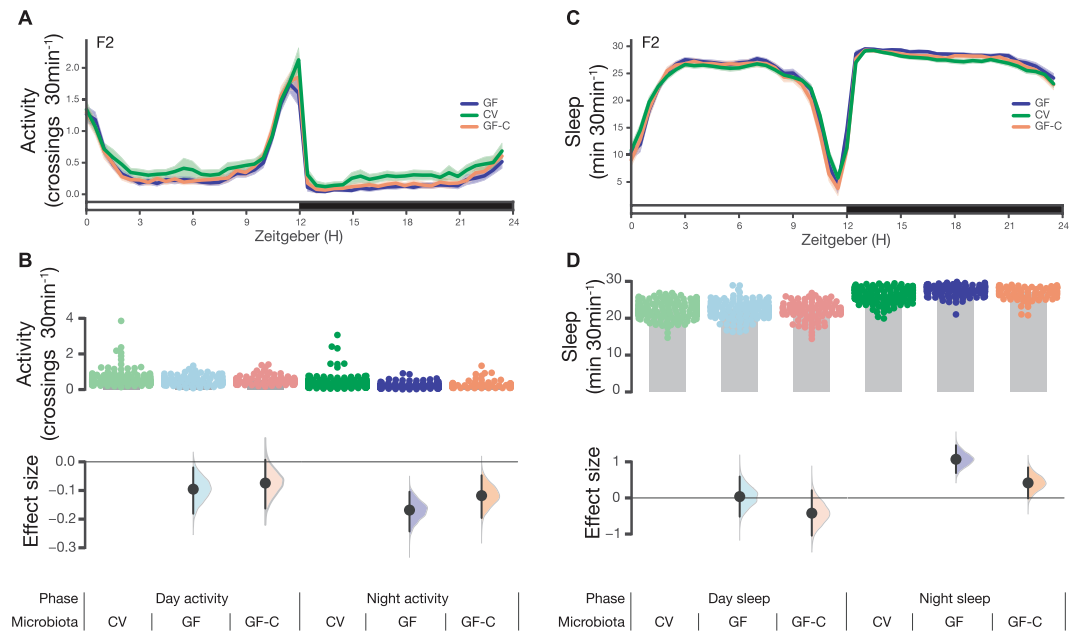 A
F2
Activity
(crossings 30min⁻¹)
2.0
1.5
1.0
0.5
0.0
GF
CV
GF-C
0 3 6 9 12 15 18 21 24
Zeitgeber (H)
B
Activity
(crossings 30min⁻¹)
4
2
0
Effect size
0.0
−0.1
−0.2
−0.3
Phase Day activity Night activity
Microbiota CV GF GF-C CV GF GF-C
C
F2
Sleep
(min 30min⁻¹)
30
25
20
15
10
5
GF
CV
GF-C
0 3 6 9 12 15 18 21 24
Zeitgeber (H)
D
Sleep
(min 30min⁻¹)
30
20
10
0
Effect size
1
0
−1
Phase Day sleep Night sleep
Microbiota CV GF GF-C CV GF GF-C